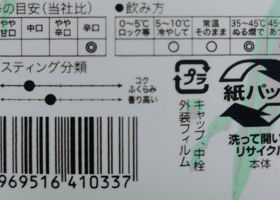 の目安(当社比)
●飲み方
やや甘口 中口 やや辛口 辛口
◎
0〜5℃ ロック等 5〜10℃ 冷やして 常温 そのまま 35〜45℃ ぬる燗で
○ ○ ○ ◎
スティング分類
コク
ふくらみ
香り高い
プラ
キャップ 中栓
外装フィルム
紙パッ
洗って開い
リサイクル
本体
969516 410337